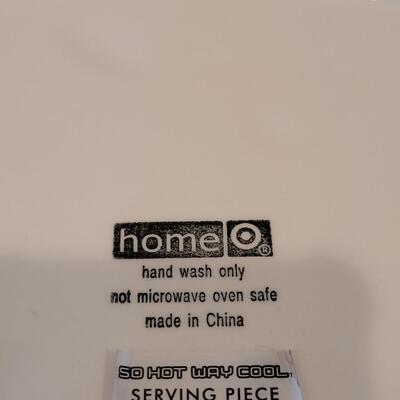 home ®
hand wash only
not microwave oven safe
made in China
SO HOT WAY COOL.
SERVING PIECE